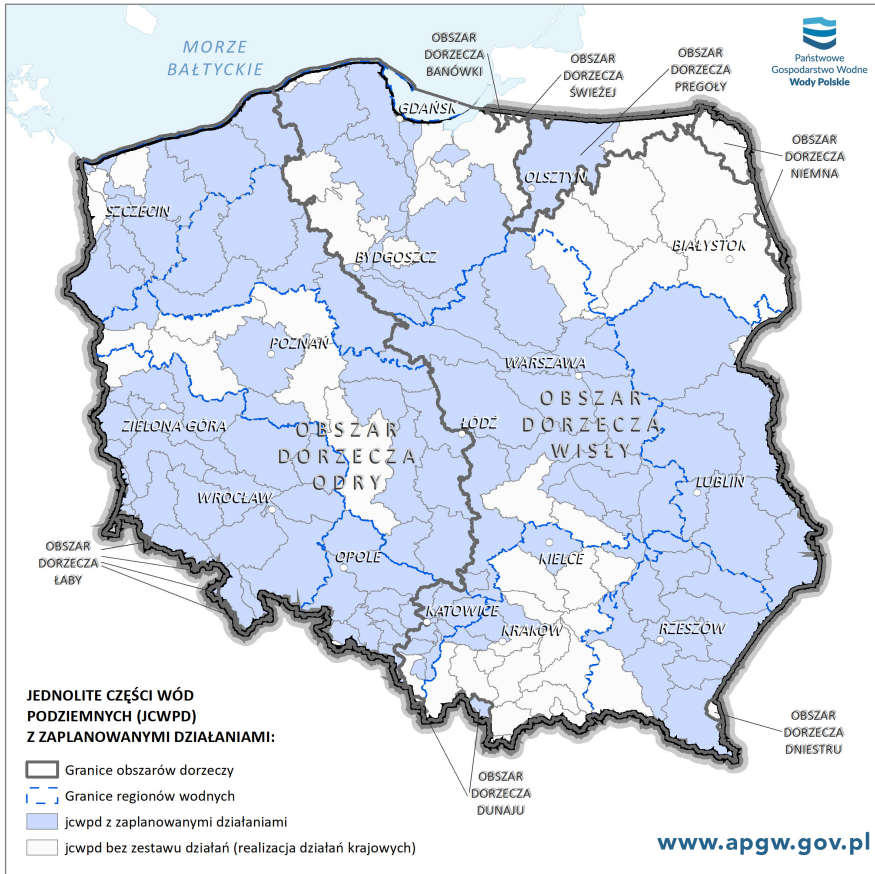 MORZE
BAŁTYCKIE
OBSZAR
DORZECZA
BANÓWKI
OBSZAR
DORZECZA
ŚWIEŻEJ
OBSZAR
DORZECZA
PREGOŁY
Państwowe
Gospodarstwo Wodne
Wody Polskie
OBSZAR
DORZECZA
NIEMNA
GDAŃSK
OLSZTYN
SZCZECIN
BIAŁYSTOK
BYDGOSZCZ
POZNAŃ
WARSZAWA
OBSZAR
DORZECZA
WISŁY
ZIELONA GÓRA
ŁÓDŹ
OBSZAR
DORZECZA
ODRY
LUBLIN
WROCŁAW
OBSZAR
DORZECZA
ŁABY
OPOLE
KIELCE
KATOWICE
KRAKÓW
RZESZÓW
OBSZAR
DORZECZA
DNIESTRU
OBSZAR
DORZECZA
DUNAJU
JEDNOLITE CZĘŚCI WÓD
PODZIEMNYCH (JCWPD)
Z ZAPLANOWANYMI DZIAŁANIAMI:
Granice obszarów dorzeczy
Granice regionów wodnych
jcwpd z zaplanowanymi działaniami
jcwpd bez zestawu działań (realizacja działań krajowych)
www.apgw.gov.pl